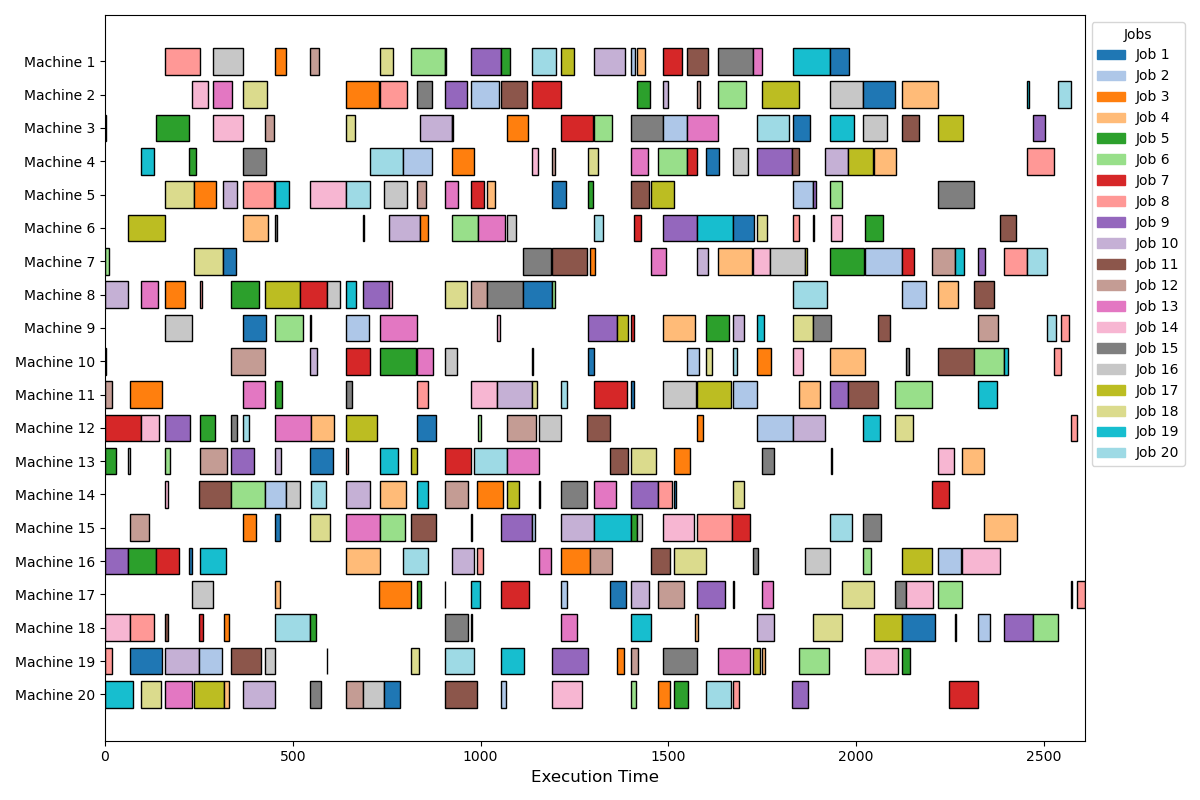 Machine 1
Machine 2
Machine 3
Machine 4
Machine 5
Machine 6
Machine 7
Machine 8
Machine 9
Machine 10
Machine 11
Machine 12
Machine 13
Machine 14
Machine 15
Machine 16
Machine 17
Machine 18
Machine 19
Machine 20
0 500 1000 1500 2000 2500
Execution Time
Jobs
Job 1
Job 2
Job 3
Job 4
Job 5
Job 6
Job 7
Job 8
Job 9
Job 10
Job 11
Job 12
Job 13
Job 14
Job 15
Job 16
Job 17
Job 18
Job 19
Job 20